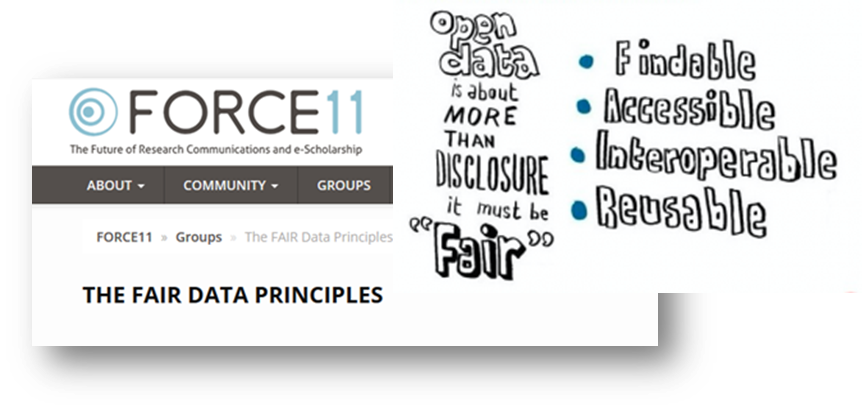 FORCE11
The Future of Research Communications and e-Scholarship
ABOUT COMMUNITY GROUPS
FORCE11 » Groups » The FAIR Data Principles
THE FAIR DATA PRINCIPLES
open
data
is about
MORE
THAN
DISCLOSURE
it must be
"Fair"
• Findable
• Accessible
• Interoperable
• Reusable